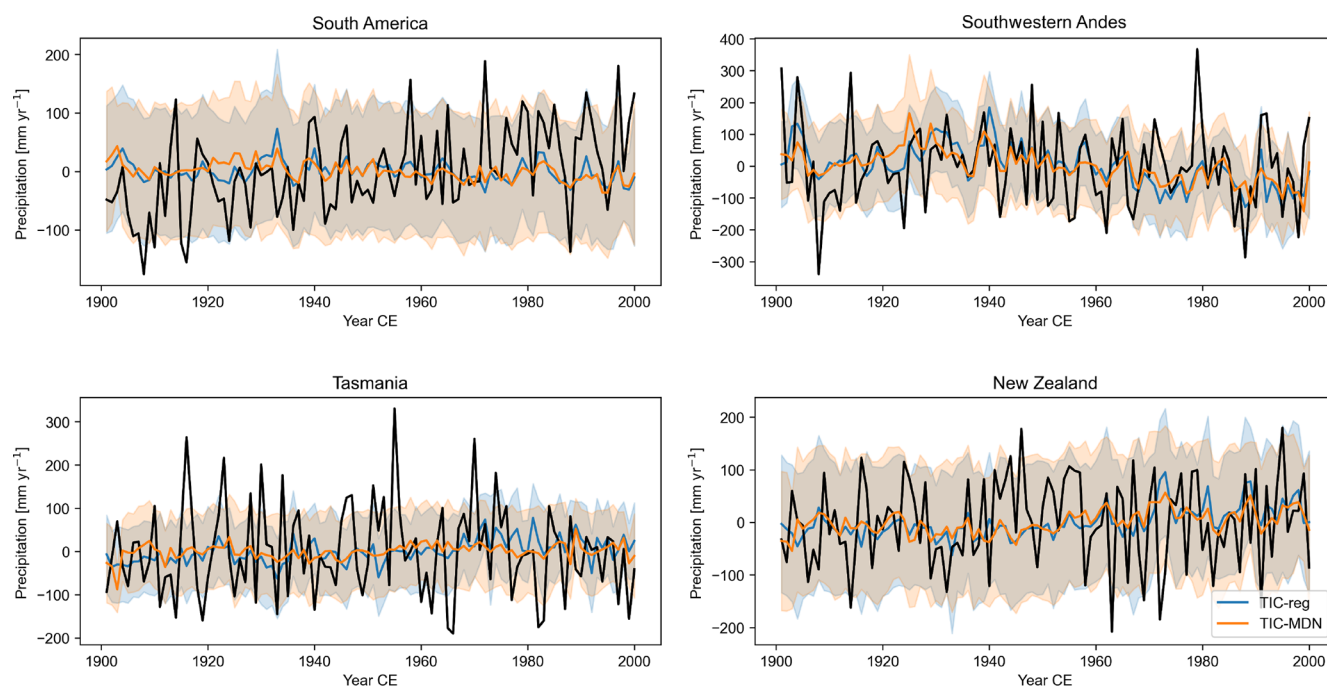 South America
Precipitation [mm yr⁻¹]
200
100
0
−100
1900 1920 1940 1960 1980 2000
Year CE
Southwestern Andes
Precipitation [mm yr⁻¹]
400
300
200
100
0
−100
−200
−300
1900 1920 1940 1960 1980 2000
Year CE
Tasmania
Precipitation [mm yr⁻¹]
300
200
100
0
−100
−200
1900 1920 1940 1960 1980 2000
Year CE
New Zealand
Precipitation [mm yr⁻¹]
200
100
0
−100
−200
TIC-reg
TIC-MDN
1900 1920 1940 1960 1980 2000
Year CE